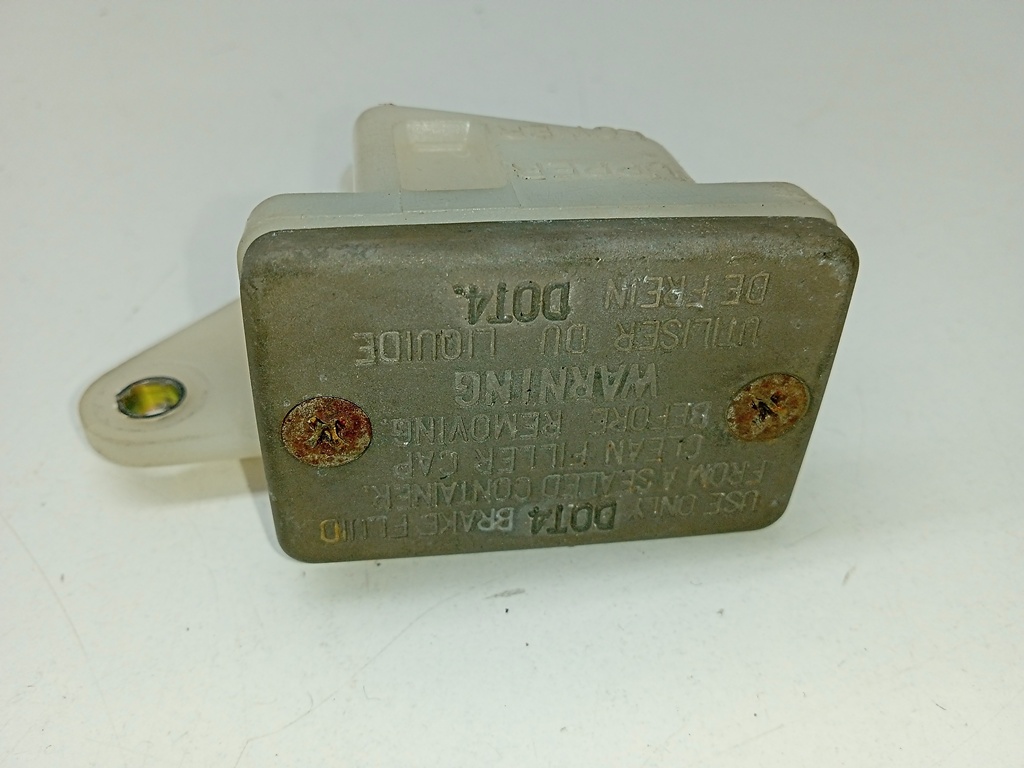 USE ONLY DOT4 BRAKE FLUID
FROM A SEALED CONTAINER.
CLEAN FILLER CAP
BEFORE REMOVING.
WARNING
UTILISER DU LIQUIDE
DE FREIN DOT4.